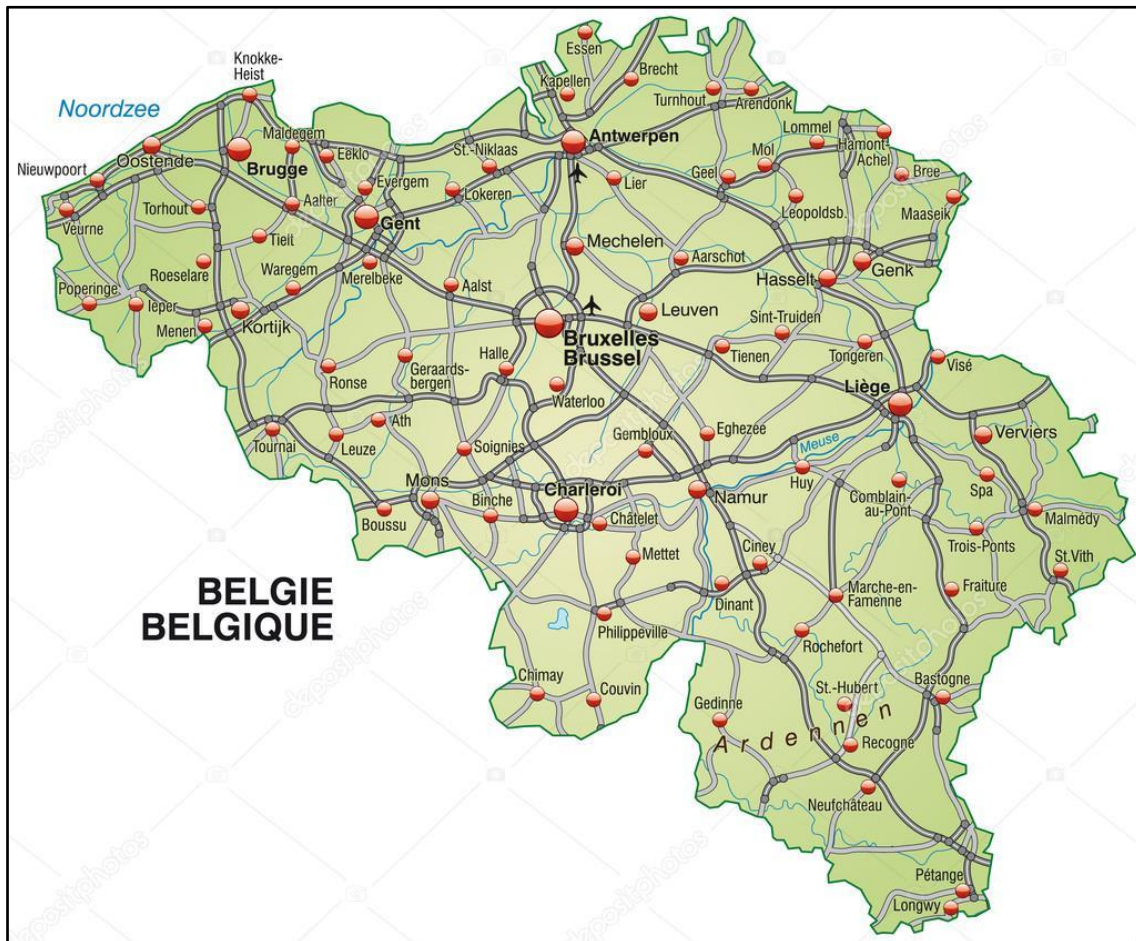 Essen
Knokke-
Heist
Kapellen
Brecht
Noordzee
Turnhout
Arendonk
Maldegem
Antwerpen
Lommel
Hamont-
Achel
Oostende
Brugge
Eeklo
St.-Niklaas
Mol
Nieuwpoort
Evergem
Lokeren
Lier
Geel
Bree
Torhout
Aalter
Leopoldsb.
Maaseik
Veurne
Gent
Tielt
Mechelen
Aarschot
Roeselare
Waregem
Merelbeke
Hasselt
Genk
Poperinge
Ieper
Aalst
Leuven
Menen
Kortijk
Sint-Truiden
Bruxelles
Brussel
Halle
Tienen
Tongeren
Visé
Ronse
Geraards-
bergen
Waterloo
Liège
Ath
Gembloux
Eghezee
Verviers
Tournai
Leuze
Soignies
Meuse
Mons
Binche
Charleroi
Namur
Huy
Comblain-
au-Pont
Spa
Boussu
Châtelet
Malmédy
Mettet
Ciney
Trois-Ponts
St.Vith
BELGIE
BELGIQUE
Dinant
Marche-en-
Famenne
Fraiture
Philippeville
Rochefort
Chimay
Couvin
St.-Hubert
Bastogne
Gedinne
Ardennen
Recogne
Neufchâteau
Pétange
Longwy
depositphotos